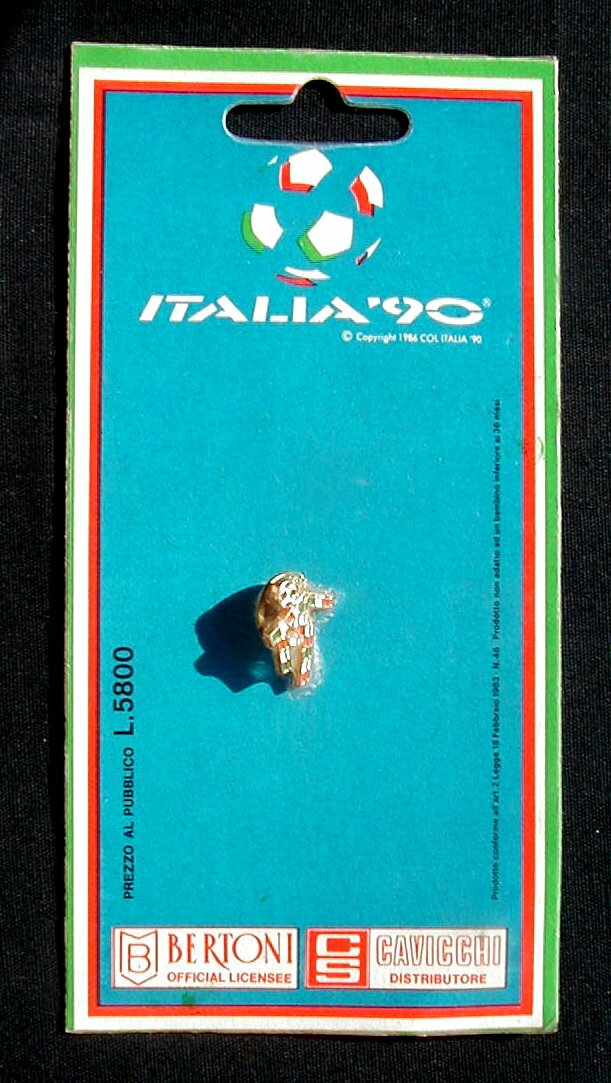 ITALIA'90®
© Copyright 1986 COL ITALIA '90
PREZZO AL PUBBLICO L.5800
Prodotto conforme all'art.2 Legge 18 Febbraio 1983 N.46 Prodotto non adatto ad un bambino inferiore ai 36 mesi
B BERTONI
OFFICIAL LICENSEE
CS CAVICCHI
DISTRIBUTORE